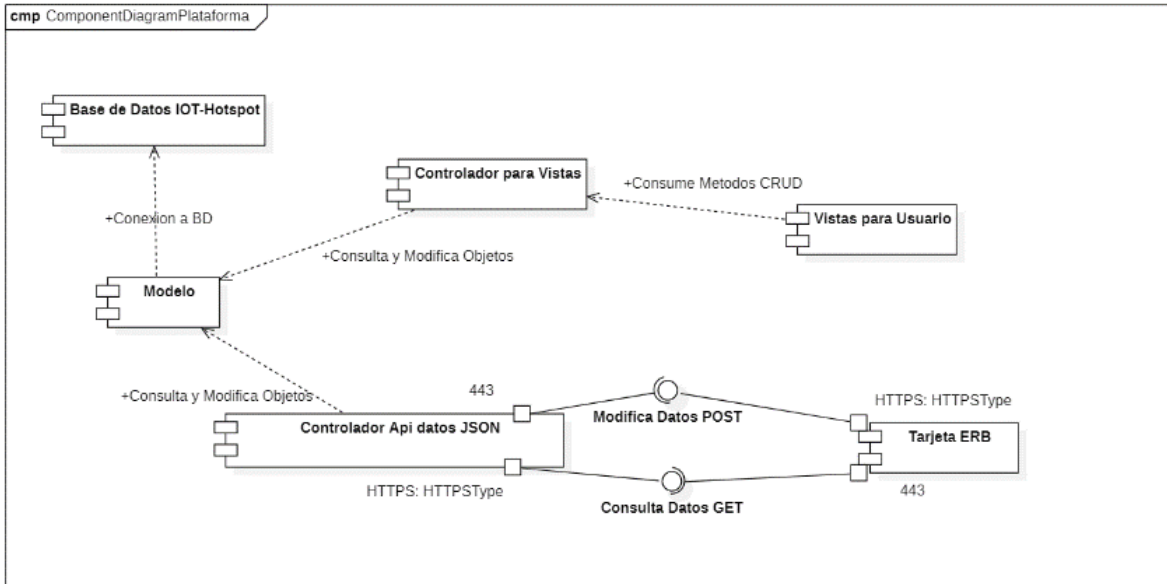 cmp ComponentDiagramPlataforma
Base de Datos IOT-Hotspot
Controlador para Vistas
+Consume Metodos CRUD
Vistas para Usuario
+Conexion a BD
+Consulta y Modifica Objetos
Modelo
+Consulta y Modifica Objetos
443
Modifica Datos POST
HTTPS: HTTPSType
Controlador Api datos JSON
Tarjeta ERB
HTTPS: HTTPSType
443
Consulta Datos GET